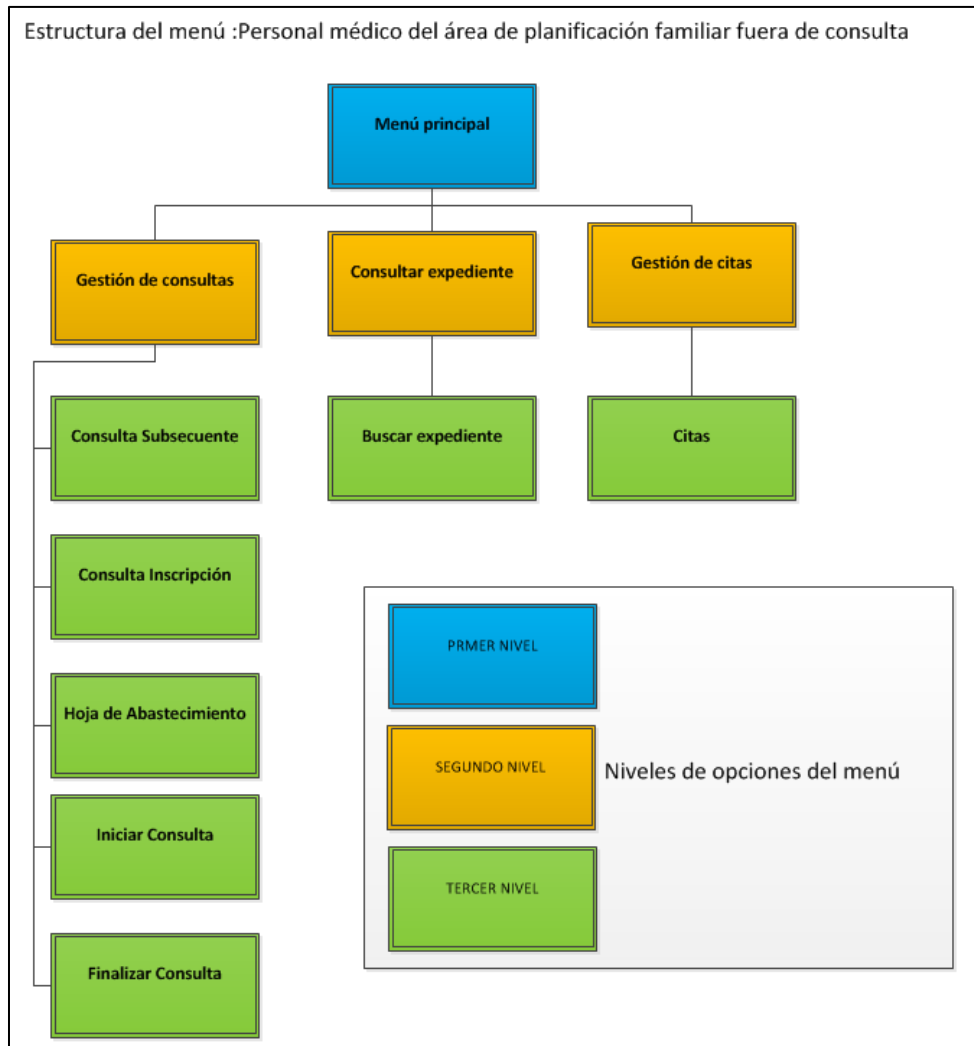 Estructura del menú :Personal médico del área de planificación familiar fuera de consulta
Menú principal
Gestión de consultas
Consultar expediente
Gestión de citas
Consulta Subsecuente
Buscar expediente
Citas
Consulta Inscripción
Hoja de Abastecimiento
Iniciar Consulta
Finalizar Consulta
PRMER NIVEL
SEGUNDO NIVEL
Niveles de opciones del menú
TERCER NIVEL